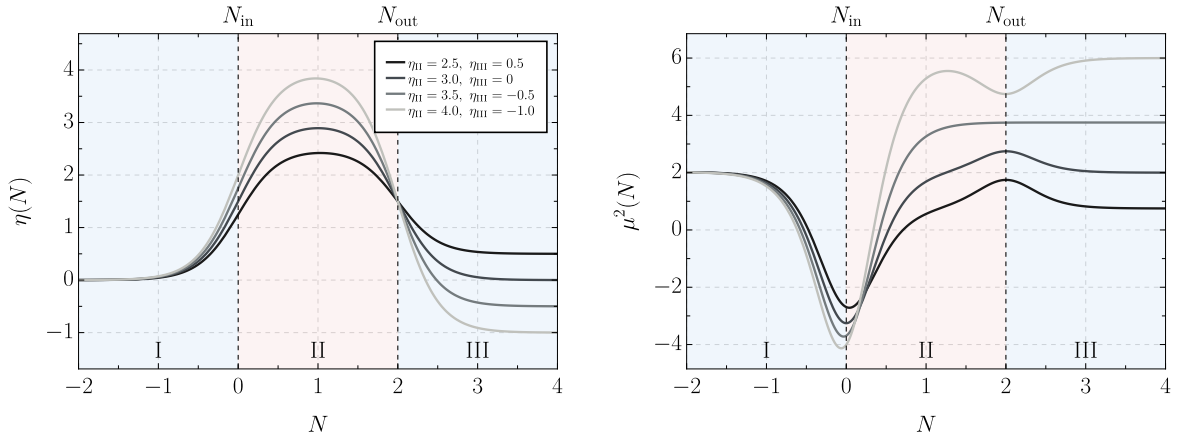 N_in N_out
η_II = 2.5, η_III = 0.5
η_II = 3.0, η_III = 0
η_II = 3.5, η_III = −0.5
η_II = 4.0, η_III = −1.0
4
3
2
1
0
−1
η(N)
I II III
−2 −1 0 1 2 3 4
N
N_in N_out
6
4
2
0
−2
−4
μ²(N)
I II III
−2 −1 0 1 2 3 4
N